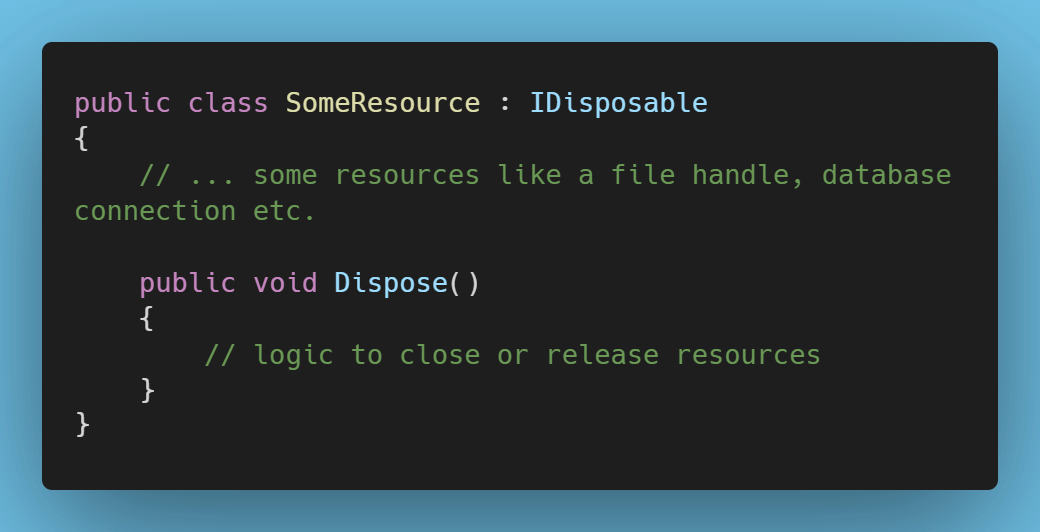 public class SomeResource : IDisposable
{
    // ... some resources like a file handle, database
connection etc.

    public void Dispose()
    {
        // logic to close or release resources
    }
}